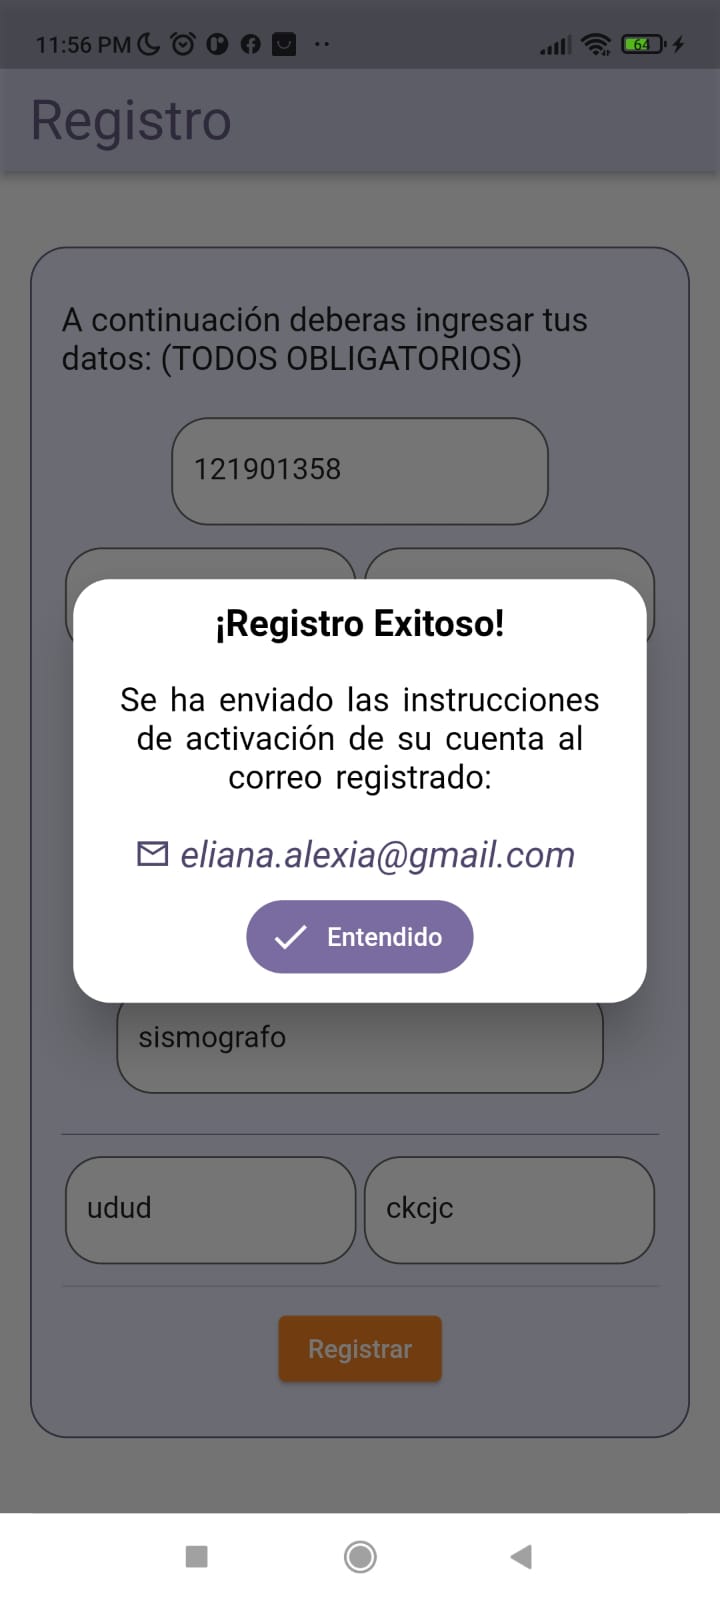 11:56 PM
64
Registro
A continuación deberas ingresar tus
datos: (TODOS OBLIGATORIOS)
121901358
¡Registro Exitoso!
Se ha enviado las instrucciones
de activación de su cuenta al
correo registrado:
eliana.alexia@gmail.com
Entendido
sismografo
udud
ckcjc
Registrar